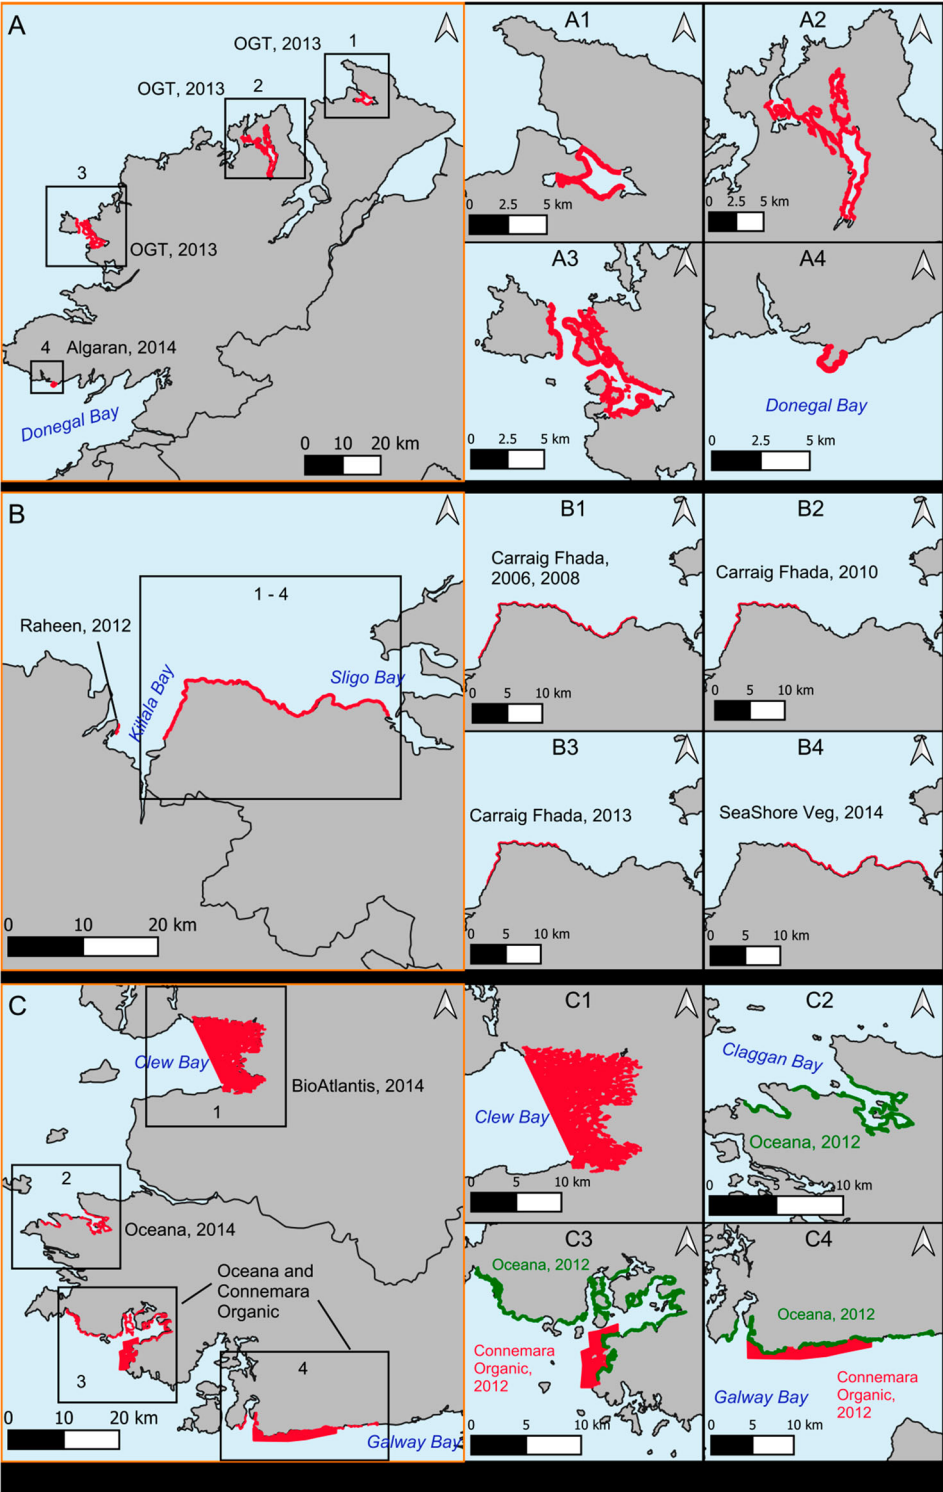 A
OGT, 2013
1
OGT, 2013
2
3
OGT, 2013
4
Algaran, 2014
Donegal Bay
0 10 20 km
A1
0 2.5 5 km
A2
0 2.5 5 km
A3
0 2.5 5 km
A4
Donegal Bay
0 2.5 5 km
B
1 - 4
Raheen, 2012
Killala Bay
Sligo Bay
0 10 20 km
B1
Carraig Fhada,
2006, 2008
0 5 10 km
B2
Carraig Fhada, 2010
0 5 10 km
B3
Carraig Fhada, 2013
0 5 10 km
B4
SeaShore Veg, 2014
0 5 10 km
C
Clew Bay
BioAtlantis, 2014
1
2
Oceana, 2014
Oceana and
Connemara
Organic
3
4
0 10 20 km
Galway Bay
C1
Clew Bay
0 5 10 km
C2
Claggan Bay
Oceana, 2012
0 5 10 km
C3
Oceana, 2012
Connemara
Organic,
2012
0 5 10 km
C4
Oceana, 2012
Connemara
Organic,
2012
Galway Bay
0 5 10 km